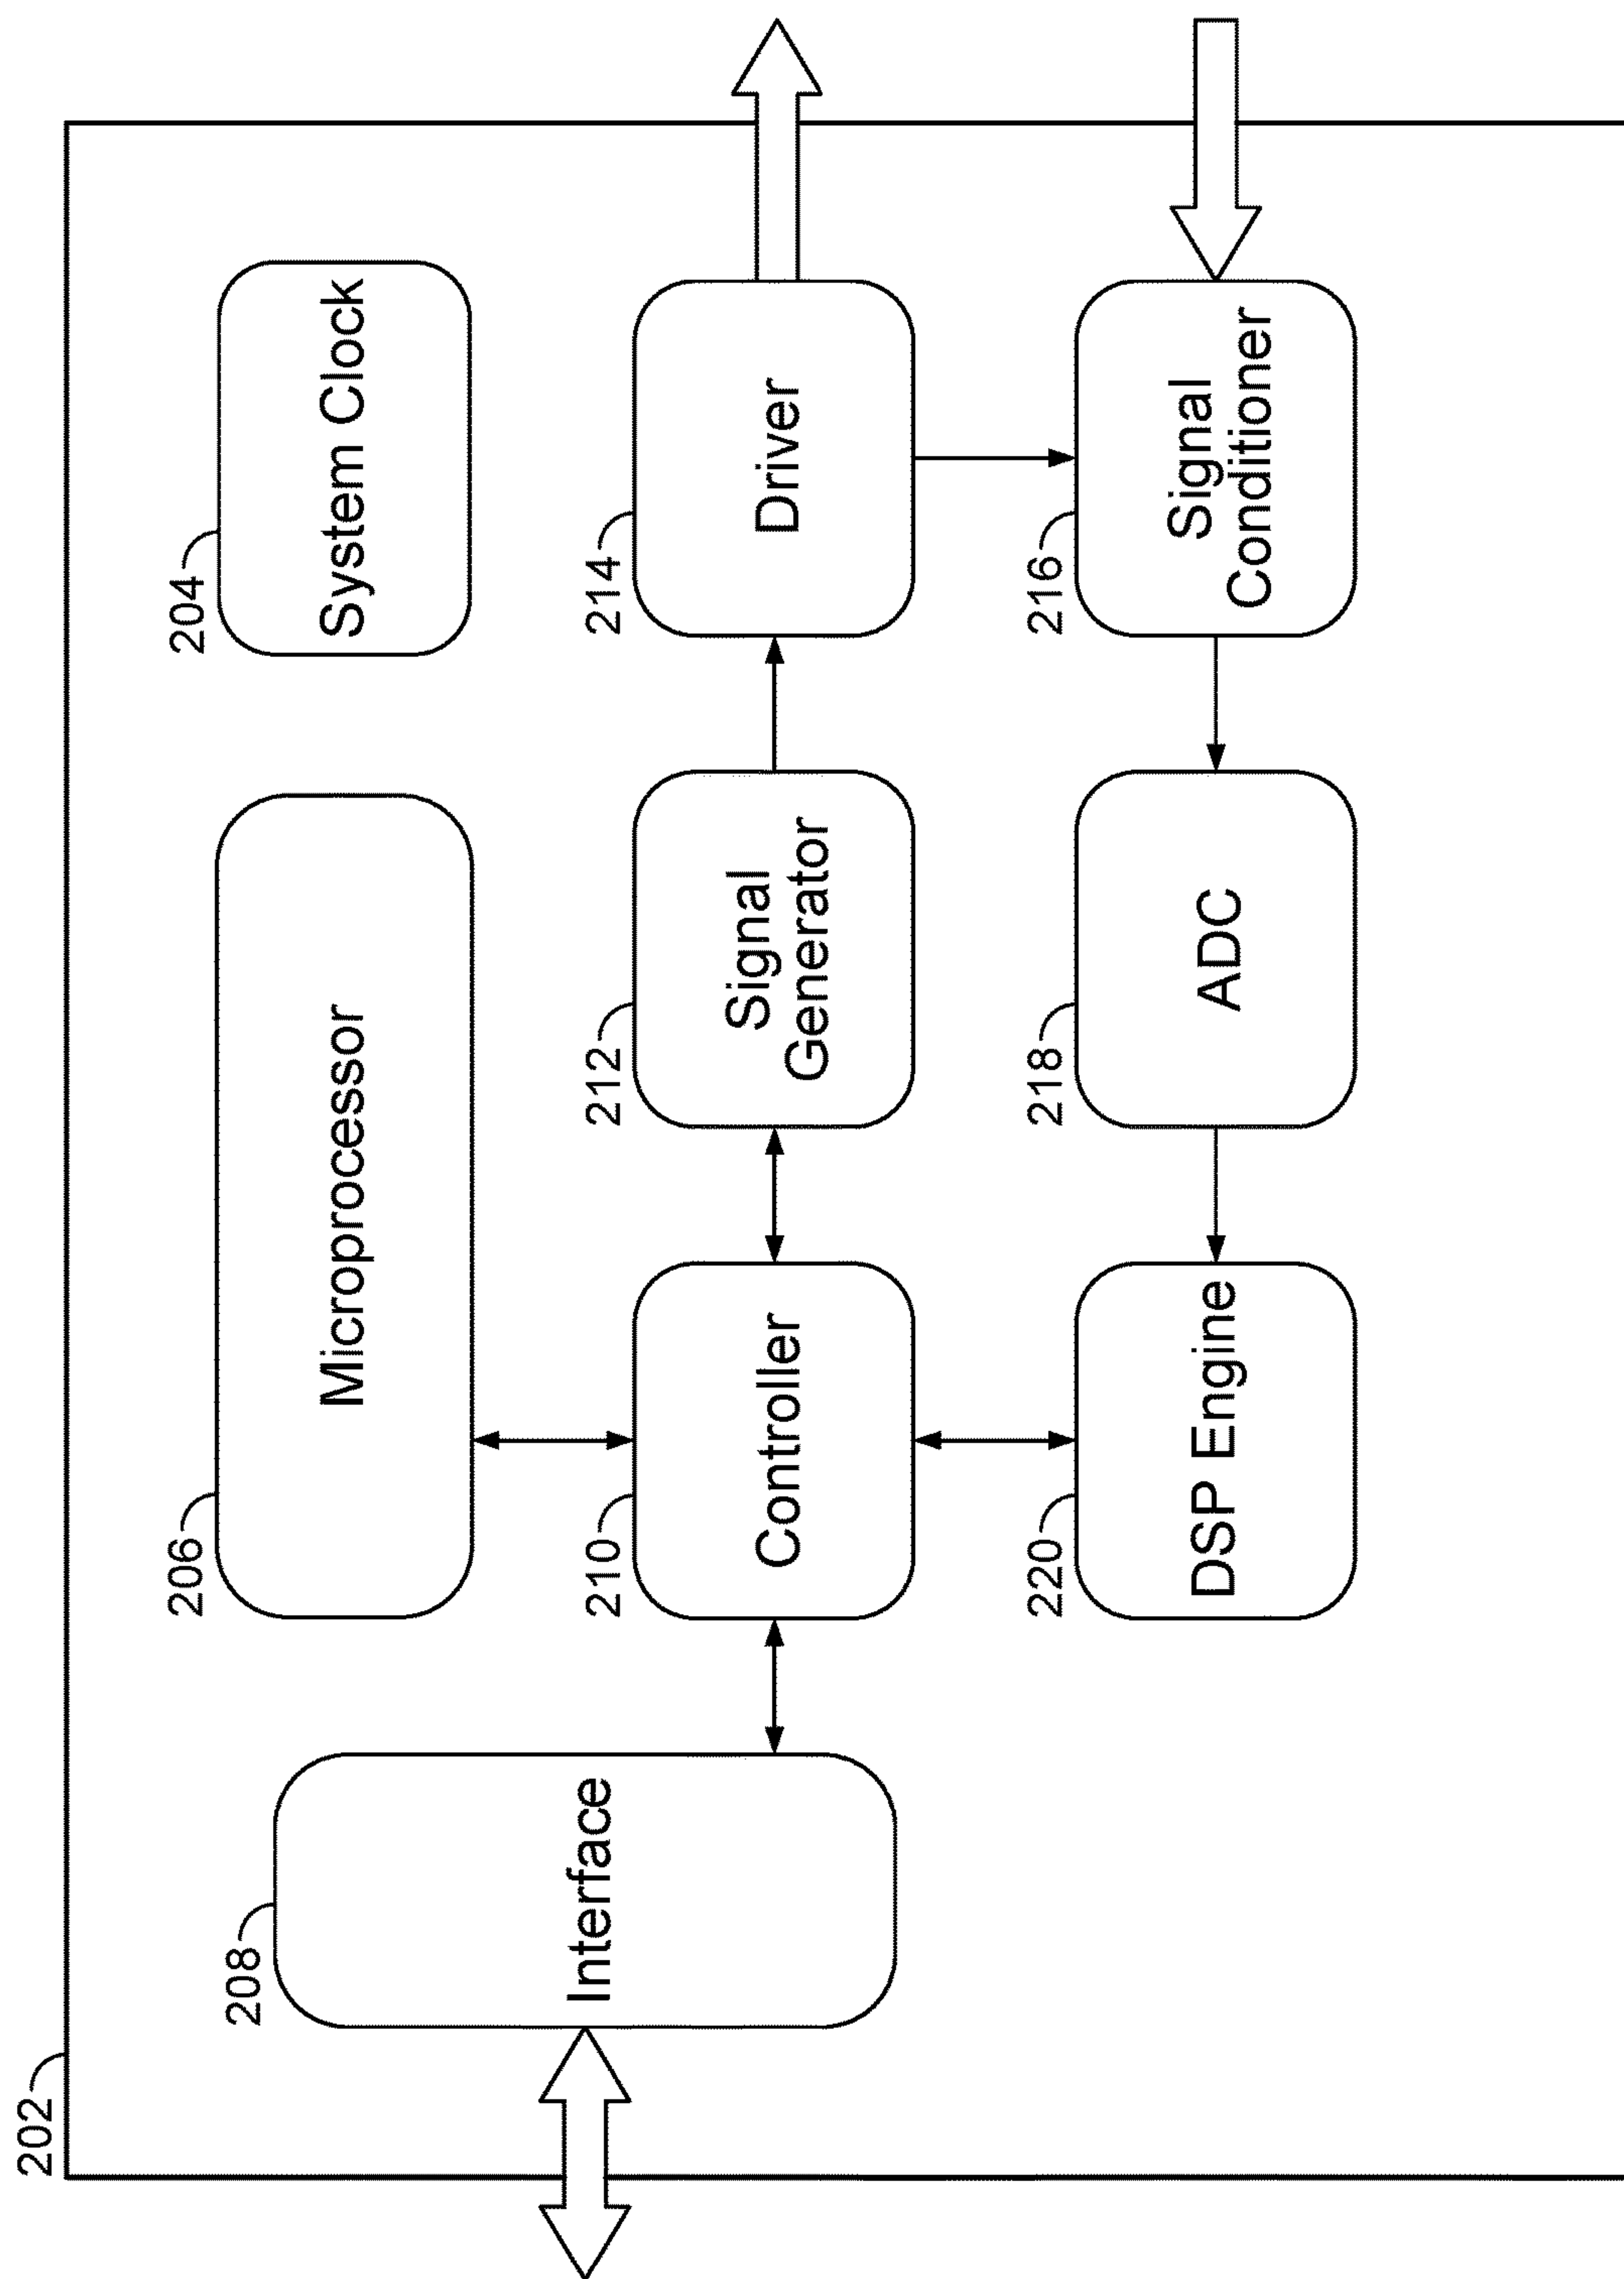 202
206
Microprocessor
204
System Clock
208
Interface
210
Controller
212
Signal
Generator
214
Driver
220
DSP Engine
218
ADC
216
Signal
Conditioner